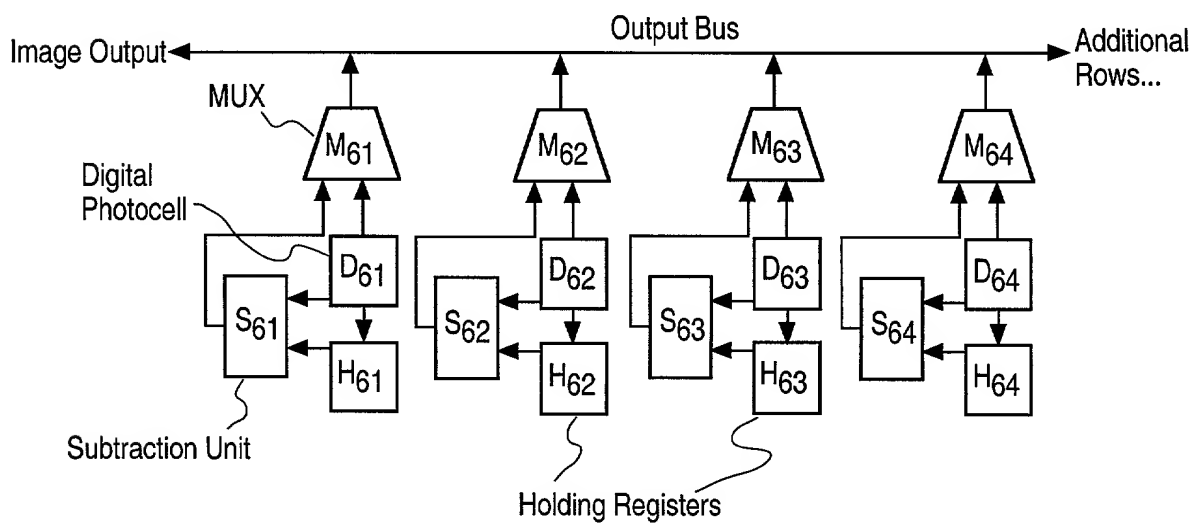 Output Bus
Image Output
Additional
Rows...
MUX
M61
M62
M63
M64
Digital
Photocell
D61
D62
D63
D64
S61
S62
S63
S64
H61
H62
H63
H64
Subtraction Unit
Holding Registers